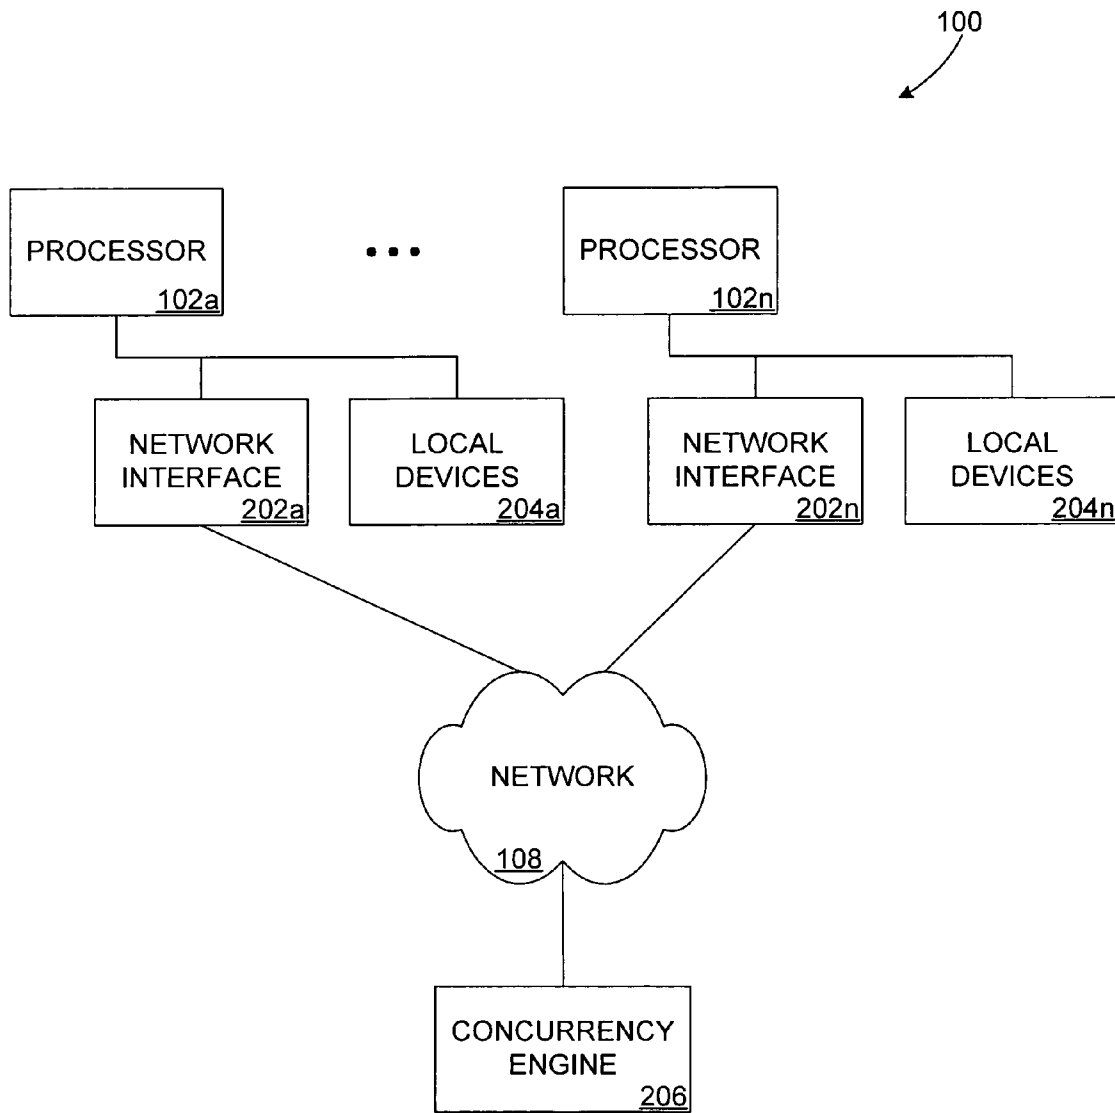 100
PROCESSOR
102a
PROCESSOR
102n
NETWORK
INTERFACE
202a
LOCAL
DEVICES
204a
NETWORK
INTERFACE
202n
LOCAL
DEVICES
204n
NETWORK
108
CONCURRENCY
ENGINE
206